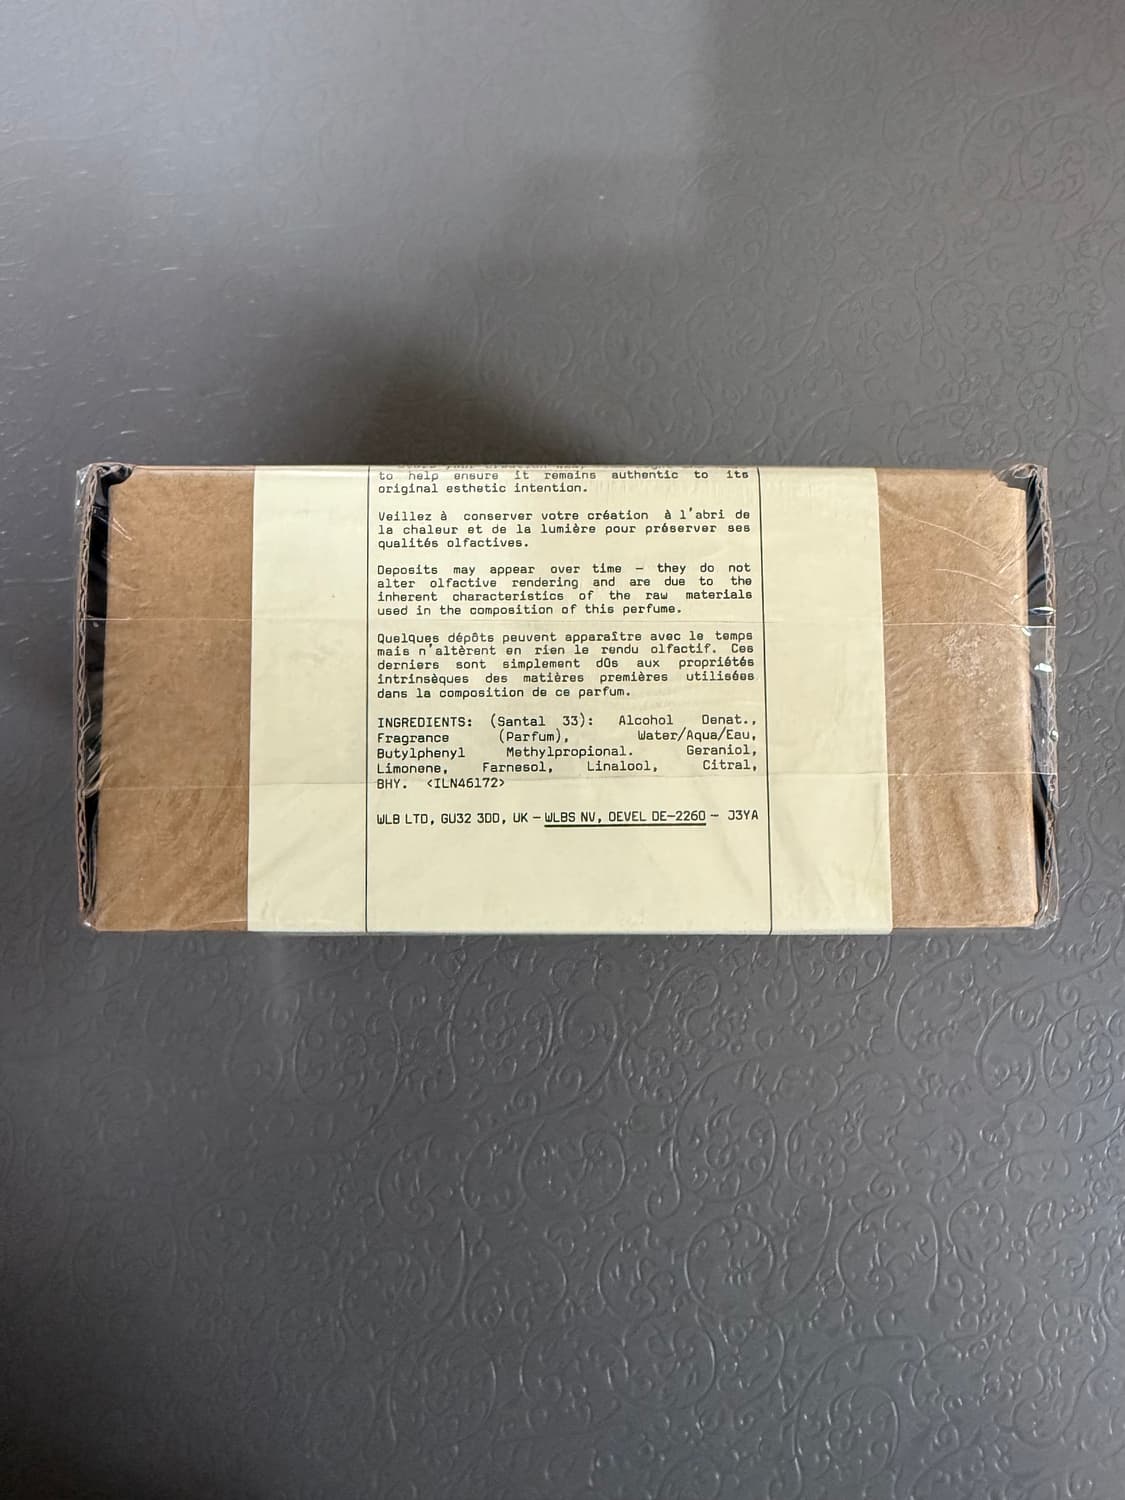 to help ensure it remains authentic to its
original esthetic intention.
Veillez à conserver votre création à l'abri de
la chaleur et de la lumière pour préserver ses
qualités olfactives.
Deposits may appear over time — they do not
alter olfactive rendering and are due to the
inherent characteristics of the raw materials
used in the composition of this perfume.
Quelques dépôts peuvent apparaître avec le temps
mais n'altèrent en rien le rendu olfactif. Ces
derniers sont simplement dûs aux propriétés
intrinsèques des matières premières utilisées
dans la composition de ce parfum.
INGREDIENTS: (Santal 33): Alcohol Denat.,
Fragrance (Parfum), Water/Aqua/Eau,
Butylphenyl Methylpropional. Geraniol,
Limonene, Farnesol, Linalool, Citral,
BHY. <ILN46172>
WLB LTD, GU32 3DD, UK — WLBS NV, OEVEL DE-2260 — J3YA